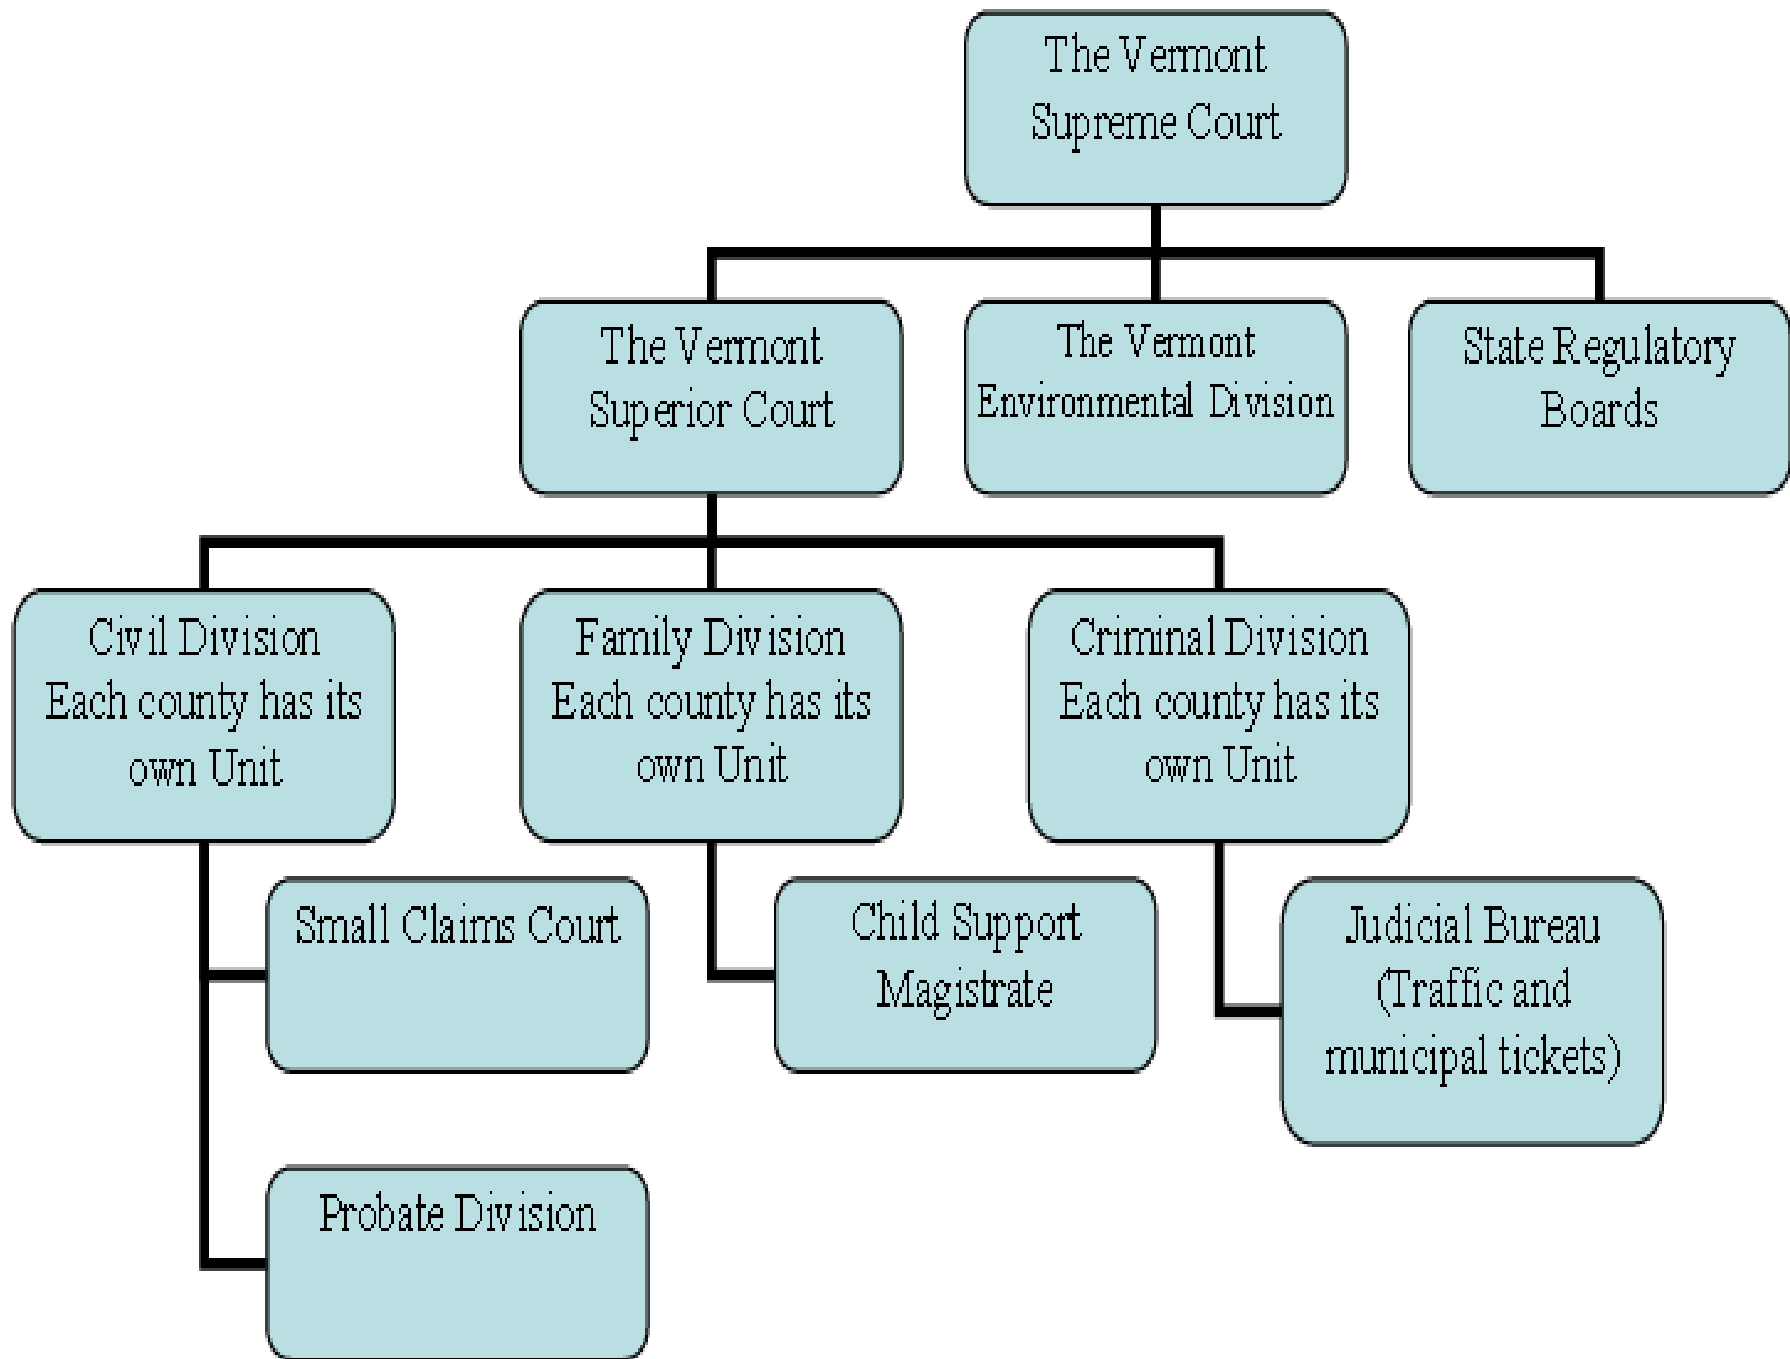 The Vermont
Supreme Court
The Vermont
Superior Court
The Vermont
Environmental Division
State Regulatory
Boards
Civil Division
Each county has its
own Unit
Family Division
Each county has its
own Unit
Criminal Division
Each county has its
own Unit
Small Claims Court
Child Support
Magistrate
Judicial Bureau
(Traffic and
municipal tickets)
Probate Division